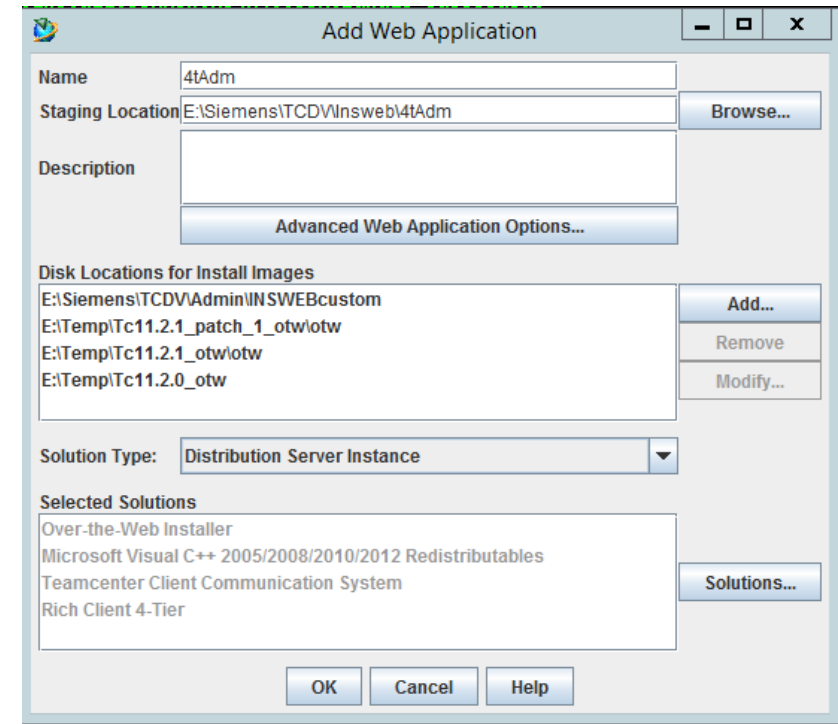 Add Web Application
Name 4tAdm
Staging Location E:\Siemens\TCDV\Insweb\4tAdm Browse...
Description
Advanced Web Application Options...
Disk Locations for Install Images
E:\Siemens\TCDV\Admin\INSWEBcustom
E:\Temp\Tc11.2.1_patch_1_otw\otw
E:\Temp\Tc11.2.1_otw\otw
E:\Temp\Tc11.2.0_otw
Add...
Remove
Modify...
Solution Type: Distribution Server Instance
Selected Solutions
Over-the-Web Installer
Microsoft Visual C++ 2005/2008/2010/2012 Redistributables
Teamcenter Client Communication System
Rich Client 4-Tier
Solutions...
OK Cancel Help